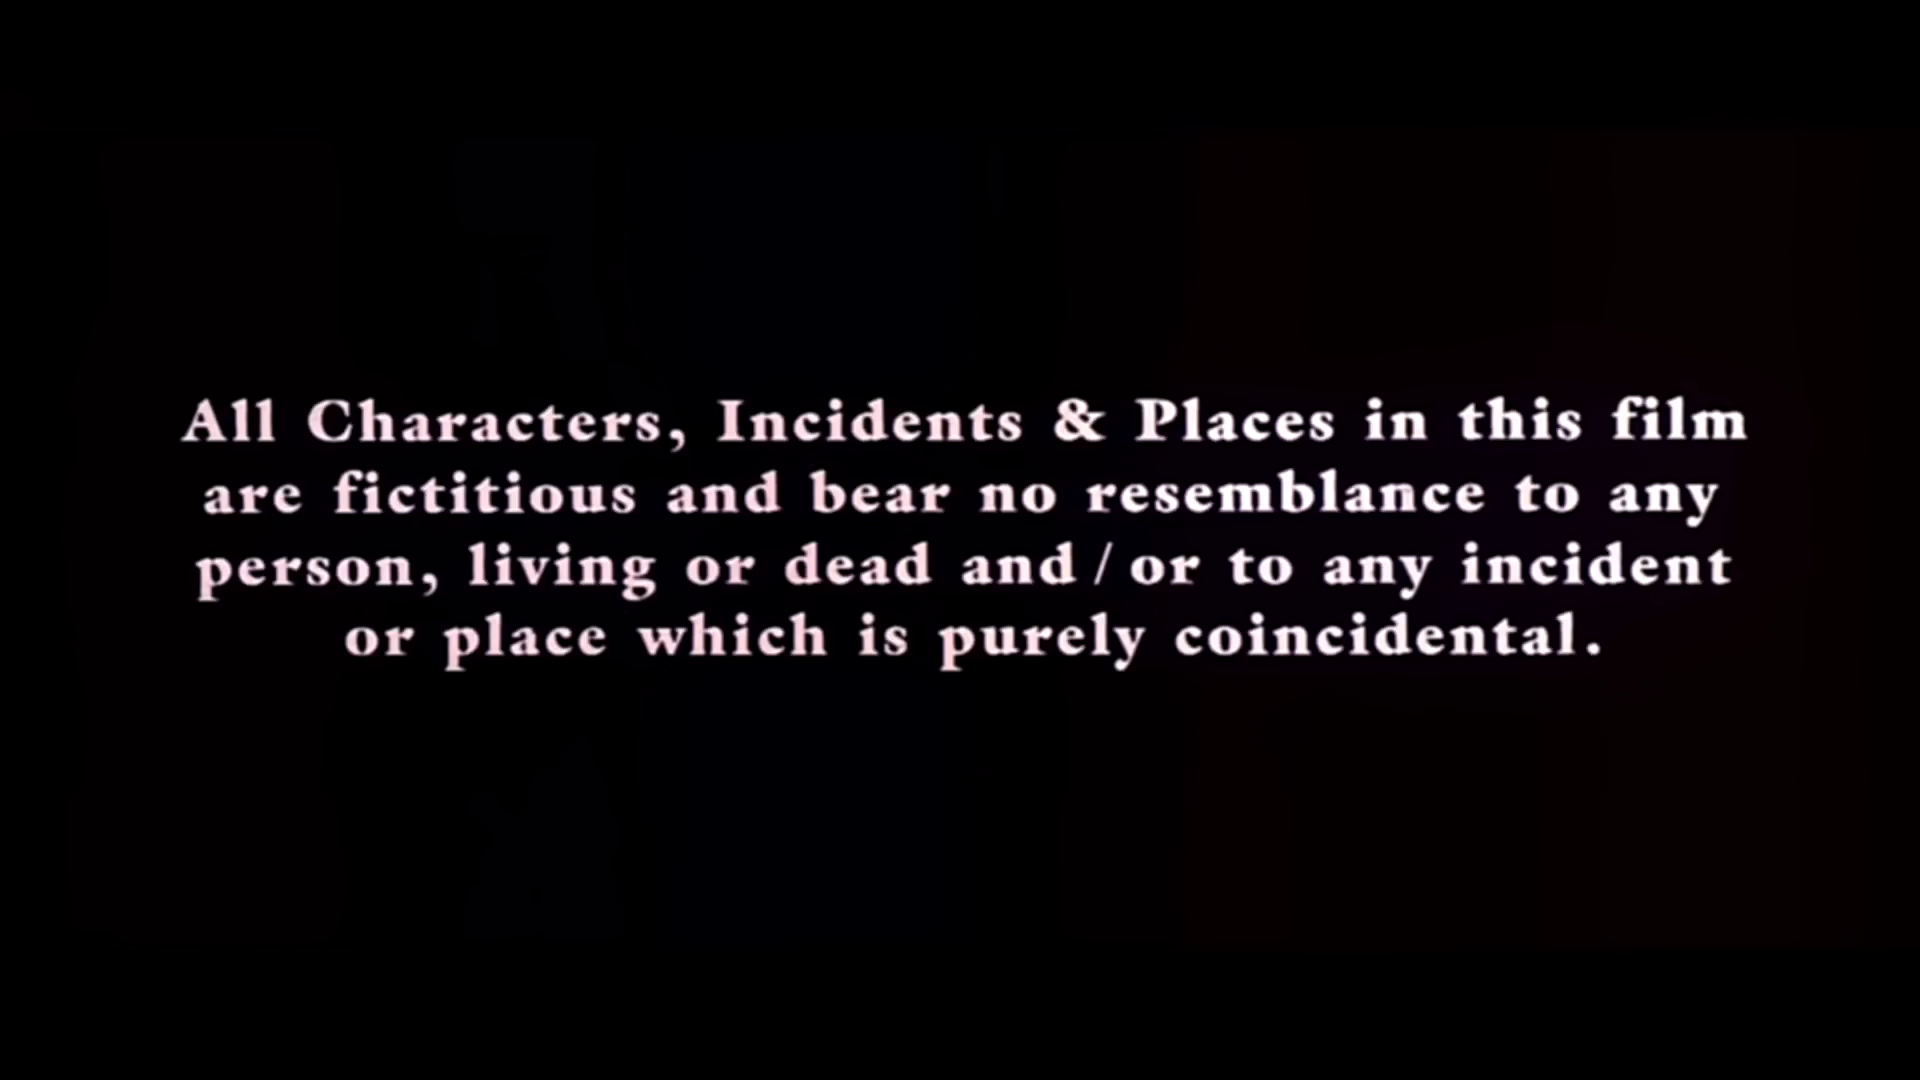 All Characters, Incidents & Places in this film
are fictitious and bear no resemblance to any
person, living or dead and / or to any incident
or place which is purely coincidental.